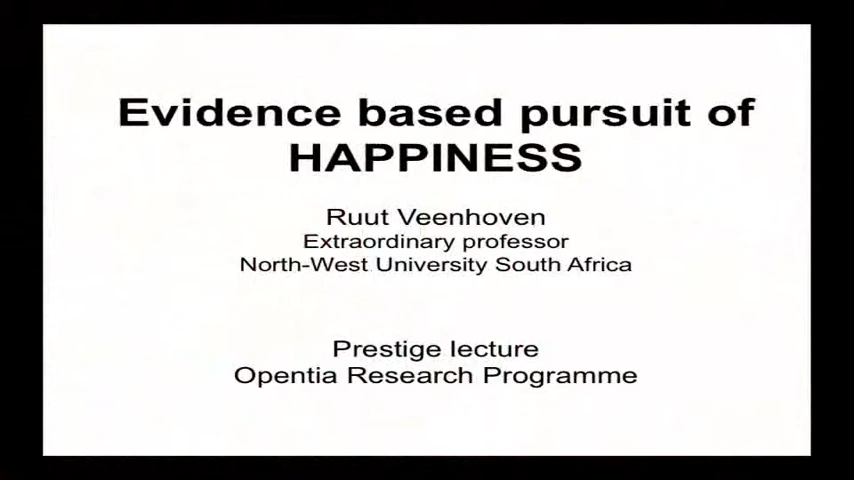 Evidence based pursuit of
HAPPINESS
Ruut Veenhoven
Extraordinary professor
North-West University South Africa
Prestige lecture
Opentia Research Programme